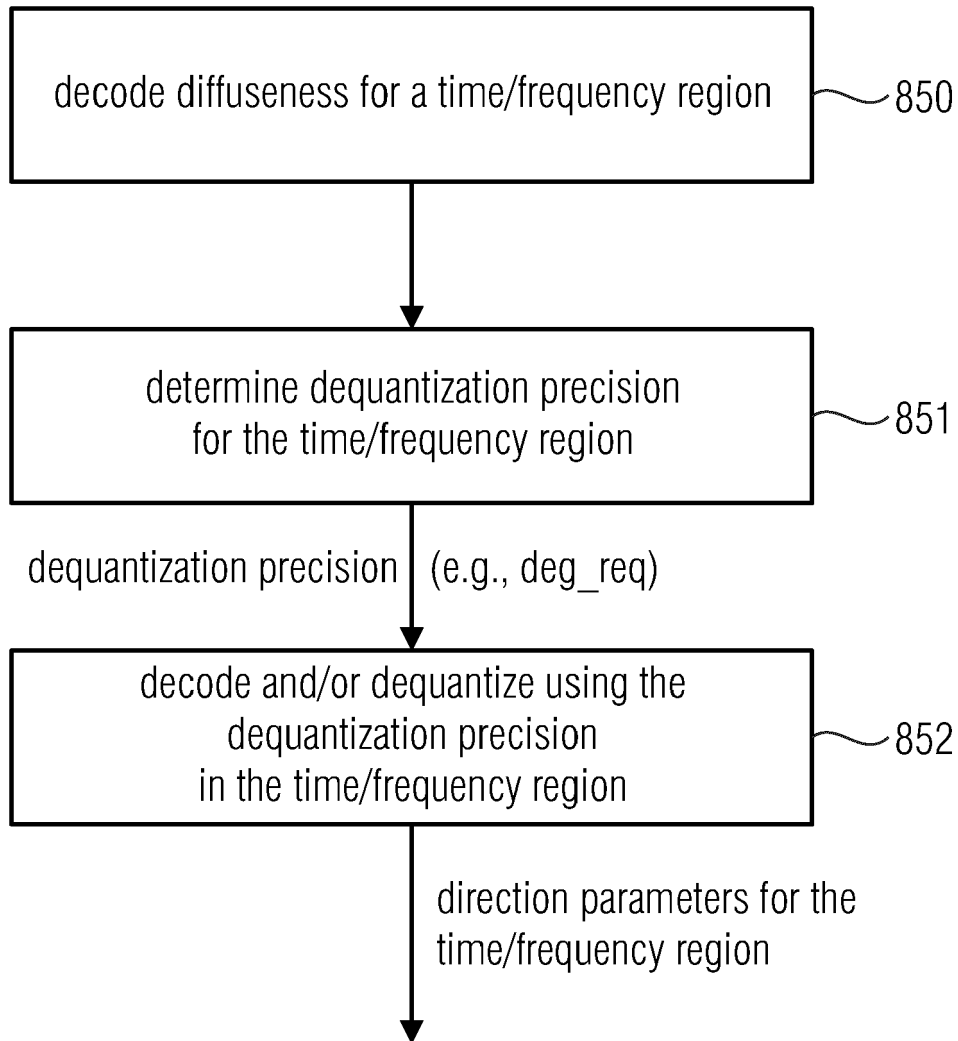 decode diffuseness for a time/frequency region
850
determine dequantization precision
for the time/frequency region
851
dequantization precision (e.g., deg_req)
decode and/or dequantize using the
dequantization precision
in the time/frequency region
852
direction parameters for the
time/frequency region